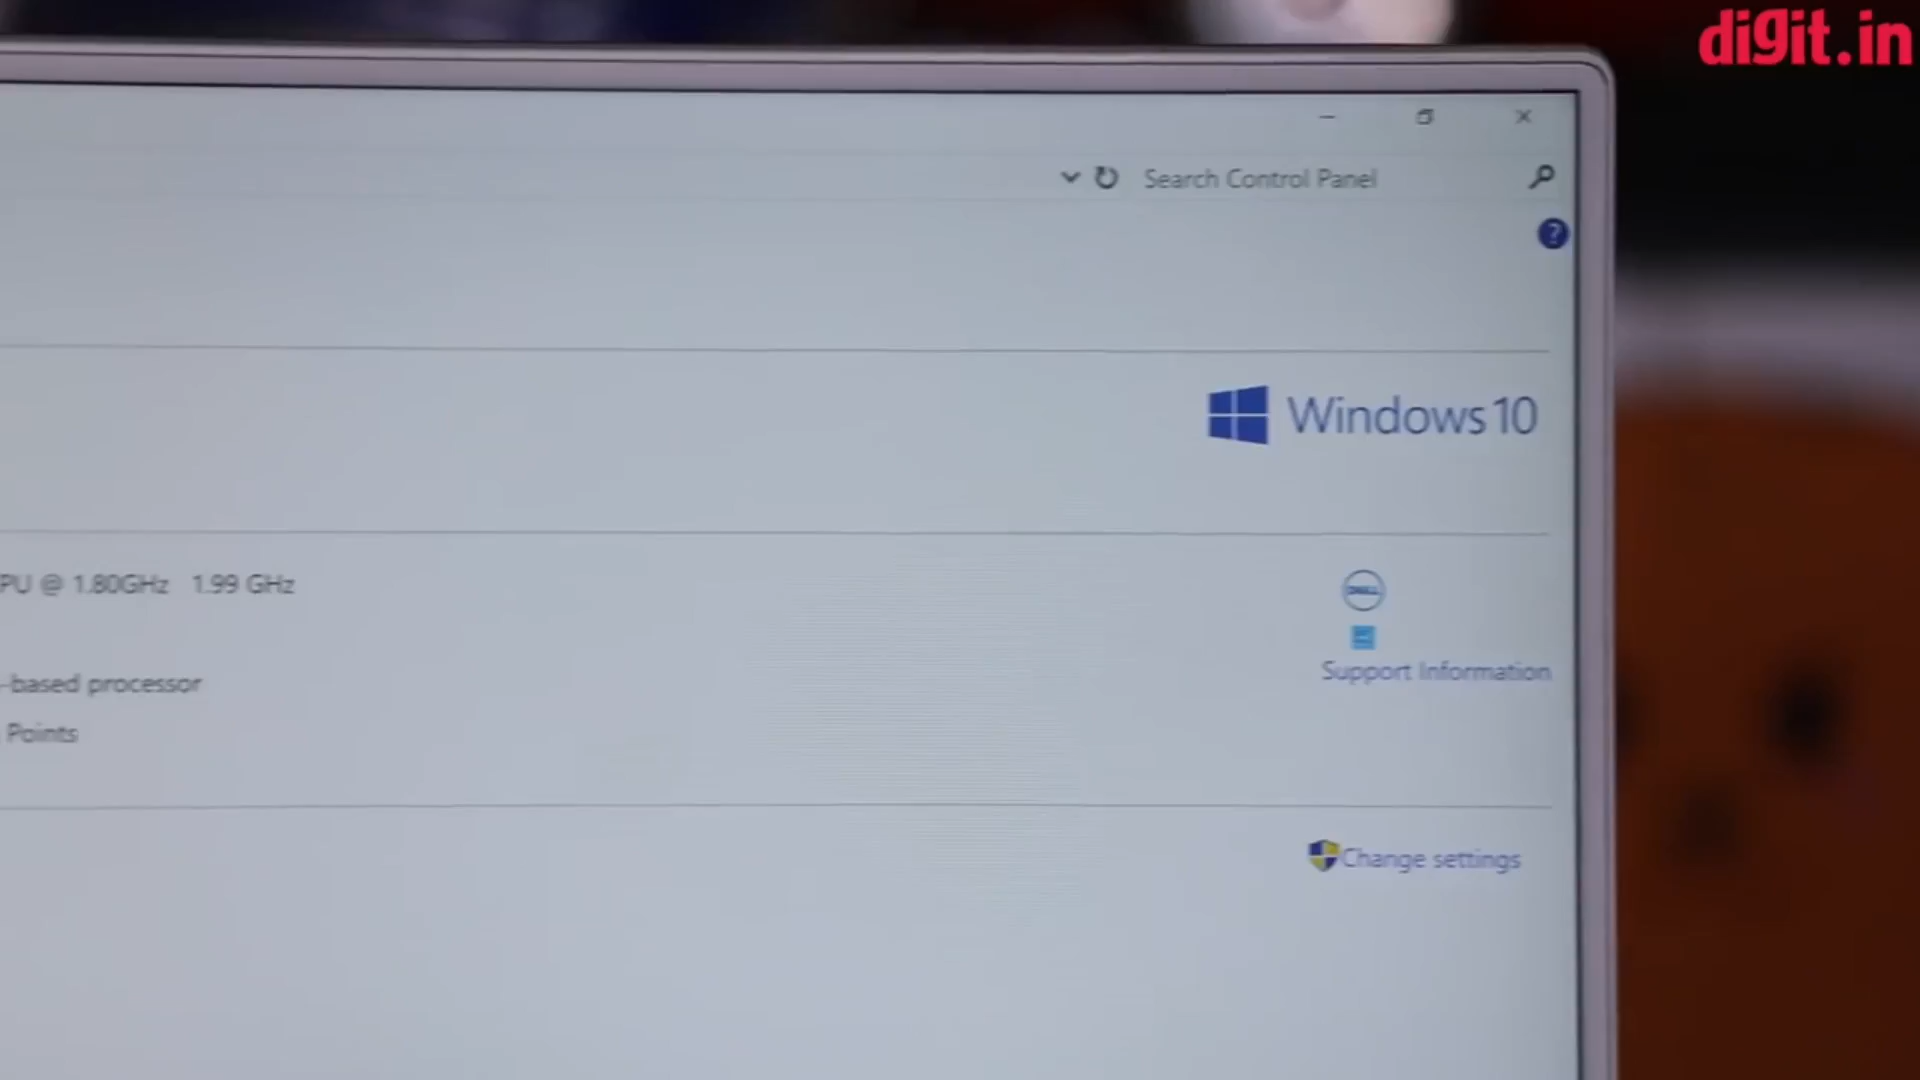 digit.in
Search Control Panel
?
Windows 10
PU @ 1.80GHz 1.99 GHz
DELL
Support Information
-based processor
Points
Change settings